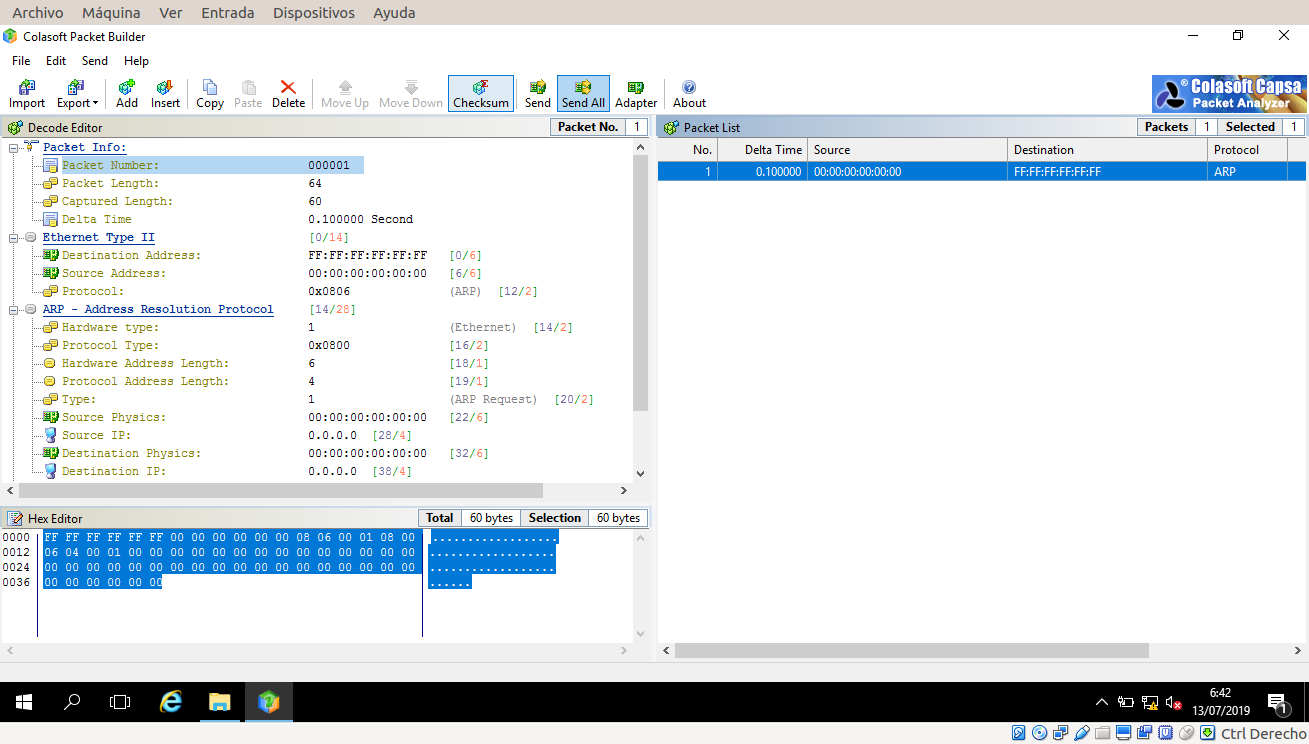 Archivo Máquina Ver Entrada Dispositivos Ayuda
Colasoft Packet Builder
File Edit Send Help
Import Export Add Insert Copy Paste Delete Move Up Move Down Checksum Send Send All Adapter About
® Colasoft Capsa
Packet Analyzer
Decode Editor Packet No. 1
Packet Info:
Packet Number: 000001
Packet Length: 64
Captured Length: 60
Delta Time 0.100000 Second
Ethernet Type II [0/14]
Destination Address: FF:FF:FF:FF:FF:FF [0/6]
Source Address: 00:00:00:00:00:00 [6/6]
Protocol: 0x0806 (ARP) [12/2]
ARP - Address Resolution Protocol [14/28]
Hardware type: 1 (Ethernet) [14/2]
Protocol Type: 0x0800 [16/2]
Hardware Address Length: 6 [18/1]
Protocol Address Length: 4 [19/1]
Type: 1 (ARP Request) [20/2]
Source Physics: 00:00:00:00:00:00 [22/6]
Source IP: 0.0.0.0 [28/4]
Destination Physics: 00:00:00:00:00:00 [32/6]
Destination IP: 0.0.0.0 [38/4]
Packet List Packets 1 Selected 1
No. Delta Time Source Destination Protocol
1 0.100000 00:00:00:00:00:00 FF:FF:FF:FF:FF:FF ARP
Hex Editor Total 60 bytes Selection 60 bytes
0000 FF FF FF FF FF FF 00 00 00 00 00 00 08 06 00 01 08 00 ..................
0012 06 04 00 01 00 00 00 00 00 00 00 00 00 00 00 00 00 00 ..................
0024 00 00 00 00 00 00 00 00 00 00 00 00 00 00 00 00 00 00 ..................
0036 00 00 00 00 00 00 ......
6:42
13/07/2019
1
Ctrl Derecho